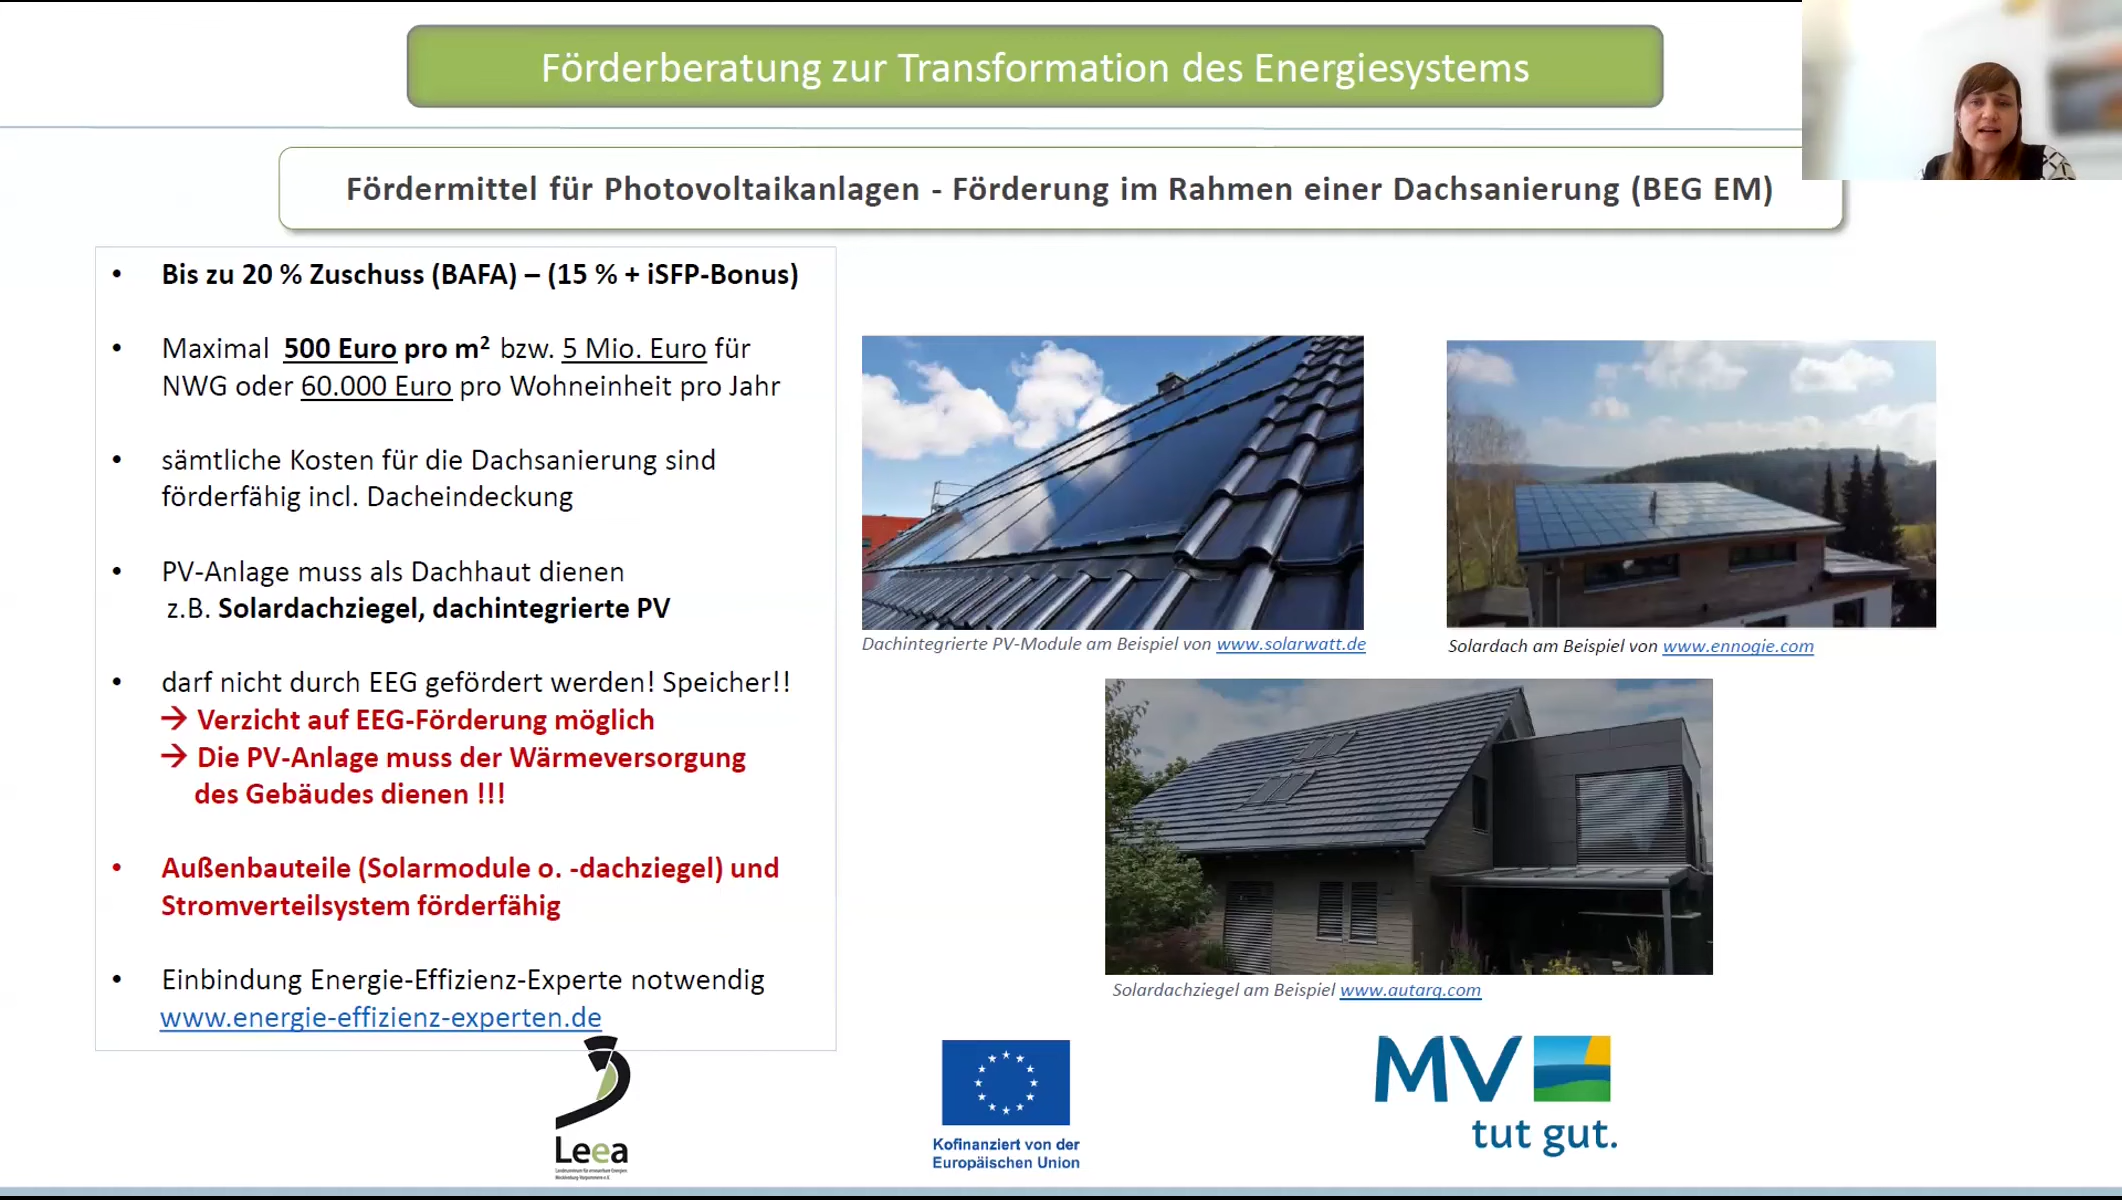 Förderberatung zur Transformation des Energiesystems
Fördermittel für Photovoltaikanlagen - Förderung im Rahmen einer Dachsanierung (BEG EM)
• Bis zu 20 % Zuschuss (BAFA) – (15 % + iSFP-Bonus)
• Maximal 500 Euro pro m² bzw. 5 Mio. Euro für
NWG oder 60.000 Euro pro Wohneinheit pro Jahr
• sämtliche Kosten für die Dachsanierung sind
förderfähig incl. Dacheindeckung
• PV-Anlage muss als Dachhaut dienen
z.B. Solardachziegel, dachintegrierte PV
• darf nicht durch EEG gefördert werden! Speicher!!
→ Verzicht auf EEG-Förderung möglich
→ Die PV-Anlage muss der Wärmeversorgung
des Gebäudes dienen !!!
• Außenbauteile (Solarmodule o. -dachziegel) und
Stromverteilsystem förderfähig
• Einbindung Energie-Effizienz-Experte notwendig
www.energie-effizienz-experten.de
Dachintegrierte PV-Module am Beispiel von www.solarwatt.de
Solardach am Beispiel von www.ennogie.com
Solardachziegel am Beispiel www.autarq.com
Leea
Kofinanziert von der
Europäischen Union
MV
tut gut.